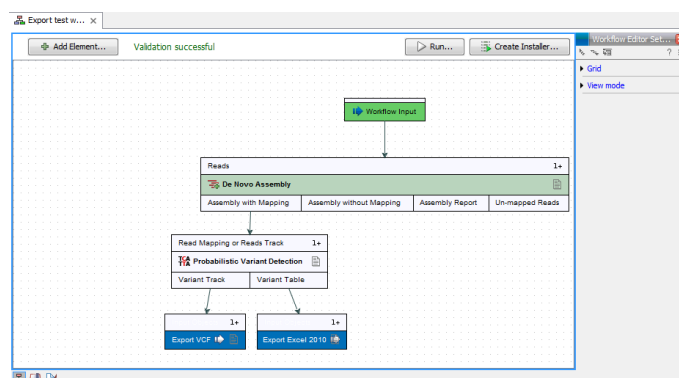 Export test w... ×
Add Element...
Validation successful
Run...
Create Installer...
Workflow Editor Set...
?
Grid
View mode
Workflow Input
Reads 1+
De Novo Assembly
Assembly with Mapping Assembly without Mapping Assembly Report Un-mapped Reads
Read Mapping or Reads Track 1+
Probabilistic Variant Detection
Variant Track Variant Table
1+ 1+
Export VCF Export Excel 2010